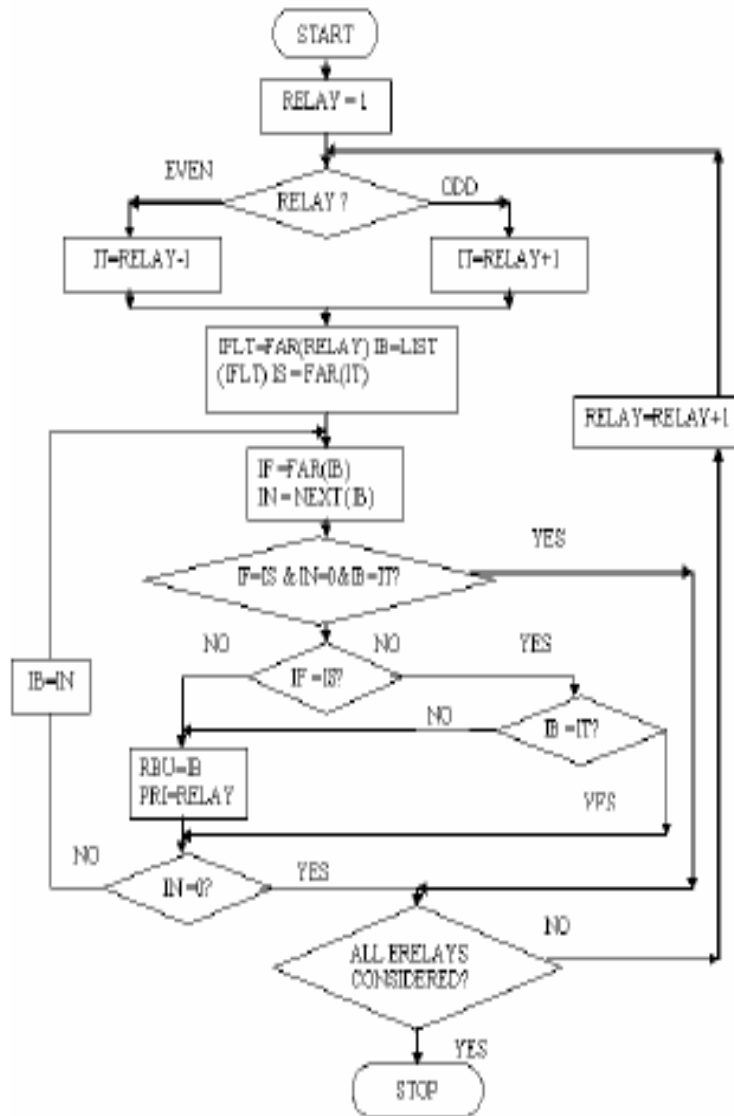 START
RELAY = 1
EVEN
ODD
RELAY ?
IT=RELAY-1
IT=RELAY+1
IFLT=FAR(RELAY) IB=LIST
(IFLT) IS =FAR(IT)
RELAY=RELAY+1
IF =FAR(IB)
IN = NEXT(IB)
YES
IF=IS & IN=0&IB=IT?
NO
NO
YES
IB=IN
IF =IS?
NO
IB =IT?
RBU=IB
PRI=RELAY
YES
NO
IN =0?
YES
NO
ALL ERELAYS
CONSIDERED?
YES
STOP